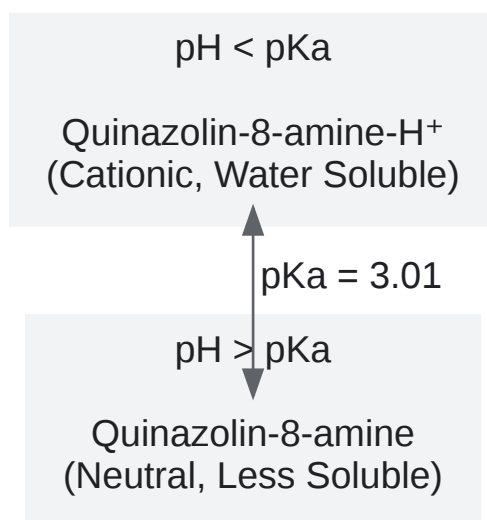 pH < pKa
Quinazolin-8-amine-H⁺
(Cationic, Water Soluble)
pKa = 3.01
pH > pKa
Quinazolin-8-amine
(Neutral, Less Soluble)